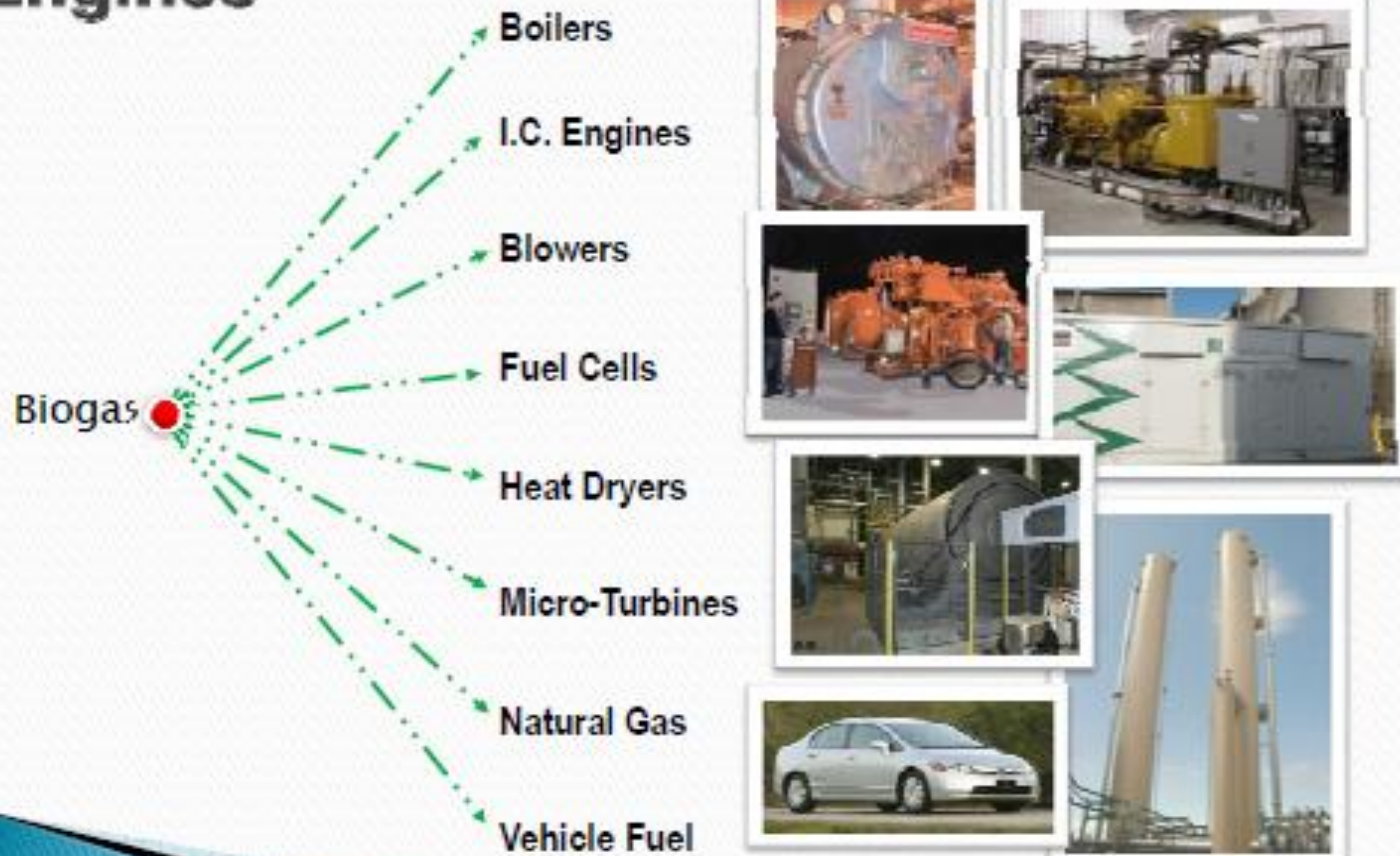 Engines
Boilers
I.C. Engines
Blowers
Fuel Cells
Biogas
Heat Dryers
Micro-Turbines
Natural Gas
Vehicle Fuel